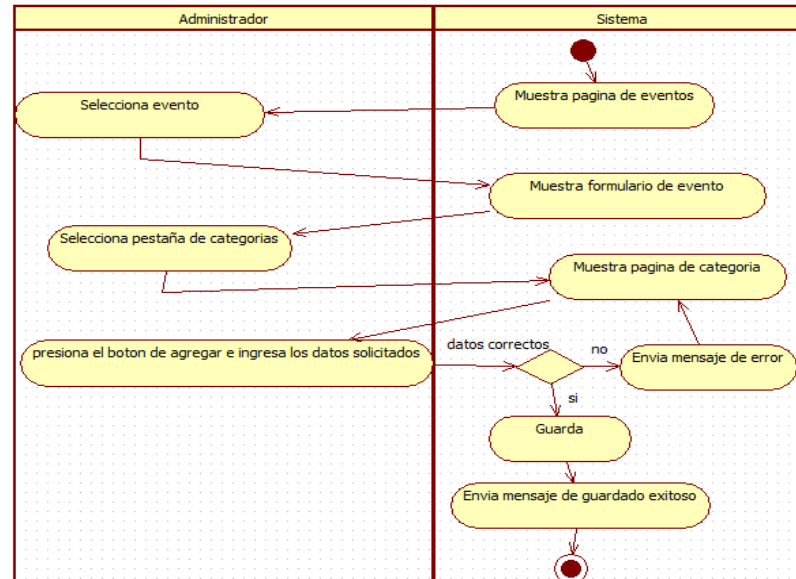 Administrador
Sistema
Muestra pagina de eventos
Selecciona evento
Muestra formulario de evento
Selecciona pestaña de categorias
Muestra pagina de categoria
presiona el boton de agregar e ingresa los datos solicitados
datos correctos
no
Envia mensaje de error
si
Guarda
Envia mensaje de guardado exitoso